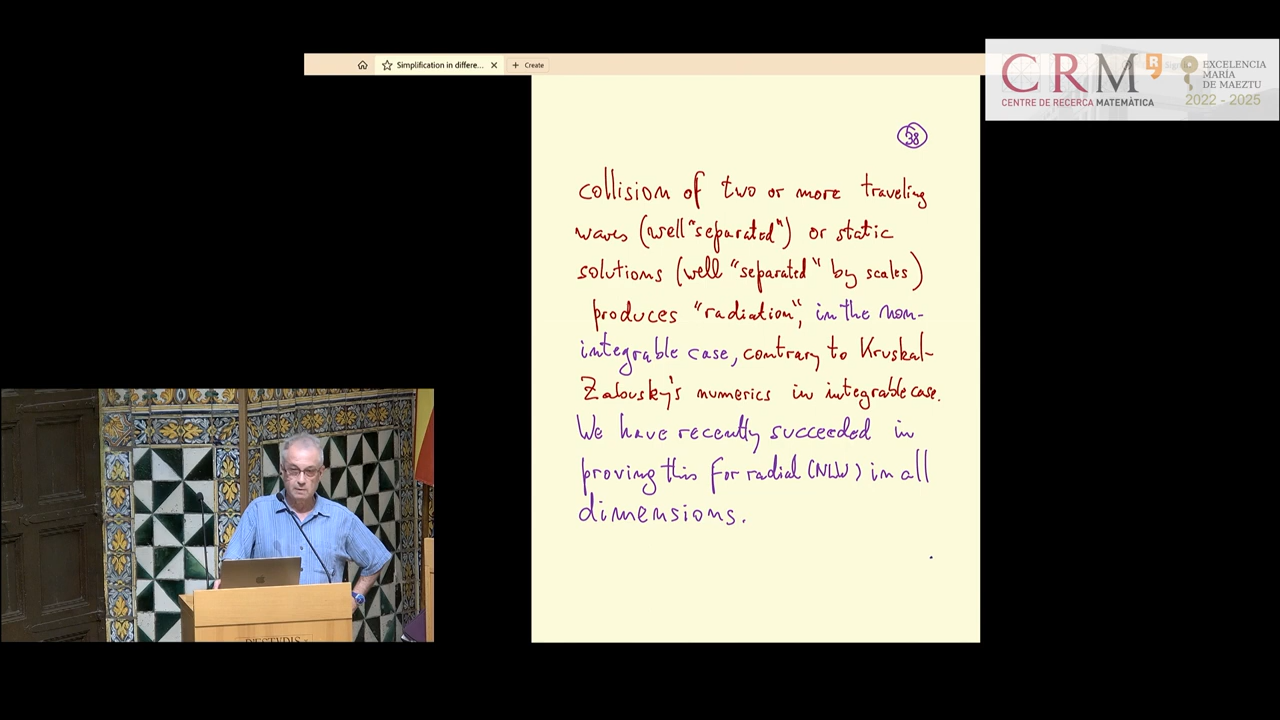 Simplification in differe...
Create
CRM
CENTRE DE RECERCA MATEMÀTICA
EXCELENCIA
MARÍA
DE MAEZTU
2022 - 2025
38
collision of two or more traveling
waves (well "separated") or static
solutions (well "separated" by scales)
produces "radiation", in the non-
integrable case, contrary to Kruskal-
Zabusky's numerics in integrable case.
We have recently succeeded in
proving this for radial (NLW) in all
dimensions.
D'ESTUDIS